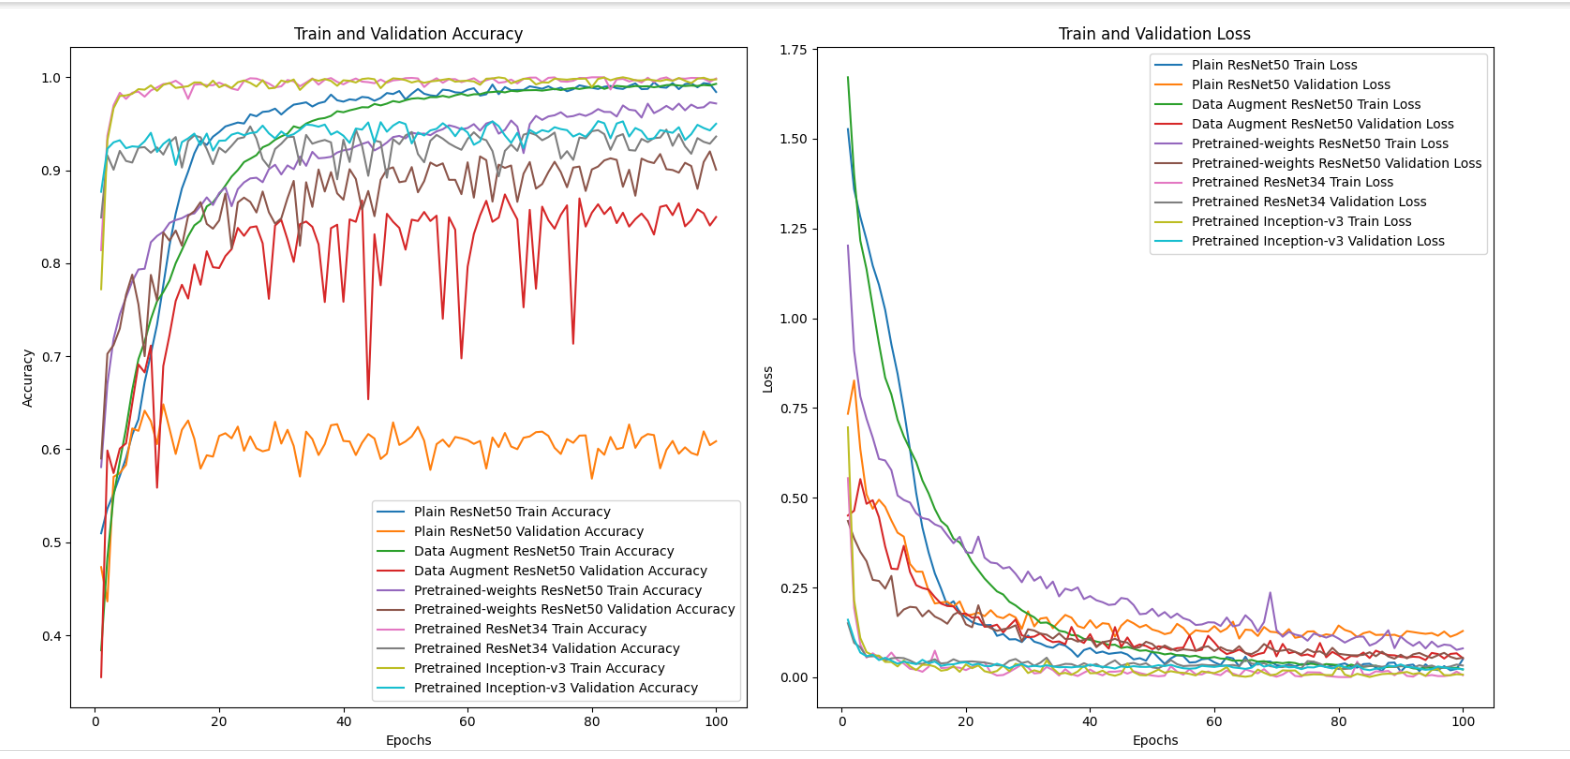 Train and Validation Accuracy
1.0
0.9
0.8
0.7
0.6
0.5
0.4
Accuracy
0
20
40
60
80
100
Epochs
Plain ResNet50 Train Accuracy
Plain ResNet50 Validation Accuracy
Data Augment ResNet50 Train Accuracy
Data Augment ResNet50 Validation Accuracy
Pretrained-weights ResNet50 Train Accuracy
Pretrained-weights ResNet50 Validation Accuracy
Pretrained ResNet34 Train Accuracy
Pretrained ResNet34 Validation Accuracy
Pretrained Inception-v3 Train Accuracy
Pretrained Inception-v3 Validation Accuracy
Train and Validation Loss
1.75
1.50
1.25
1.00
0.75
0.50
0.25
0.00
Loss
0
20
40
60
80
100
Epochs
Plain ResNet50 Train Loss
Plain ResNet50 Validation Loss
Data Augment ResNet50 Train Loss
Data Augment ResNet50 Validation Loss
Pretrained-weights ResNet50 Train Loss
Pretrained-weights ResNet50 Validation Loss
Pretrained ResNet34 Train Loss
Pretrained ResNet34 Validation Loss
Pretrained Inception-v3 Train Loss
Pretrained Inception-v3 Validation Loss